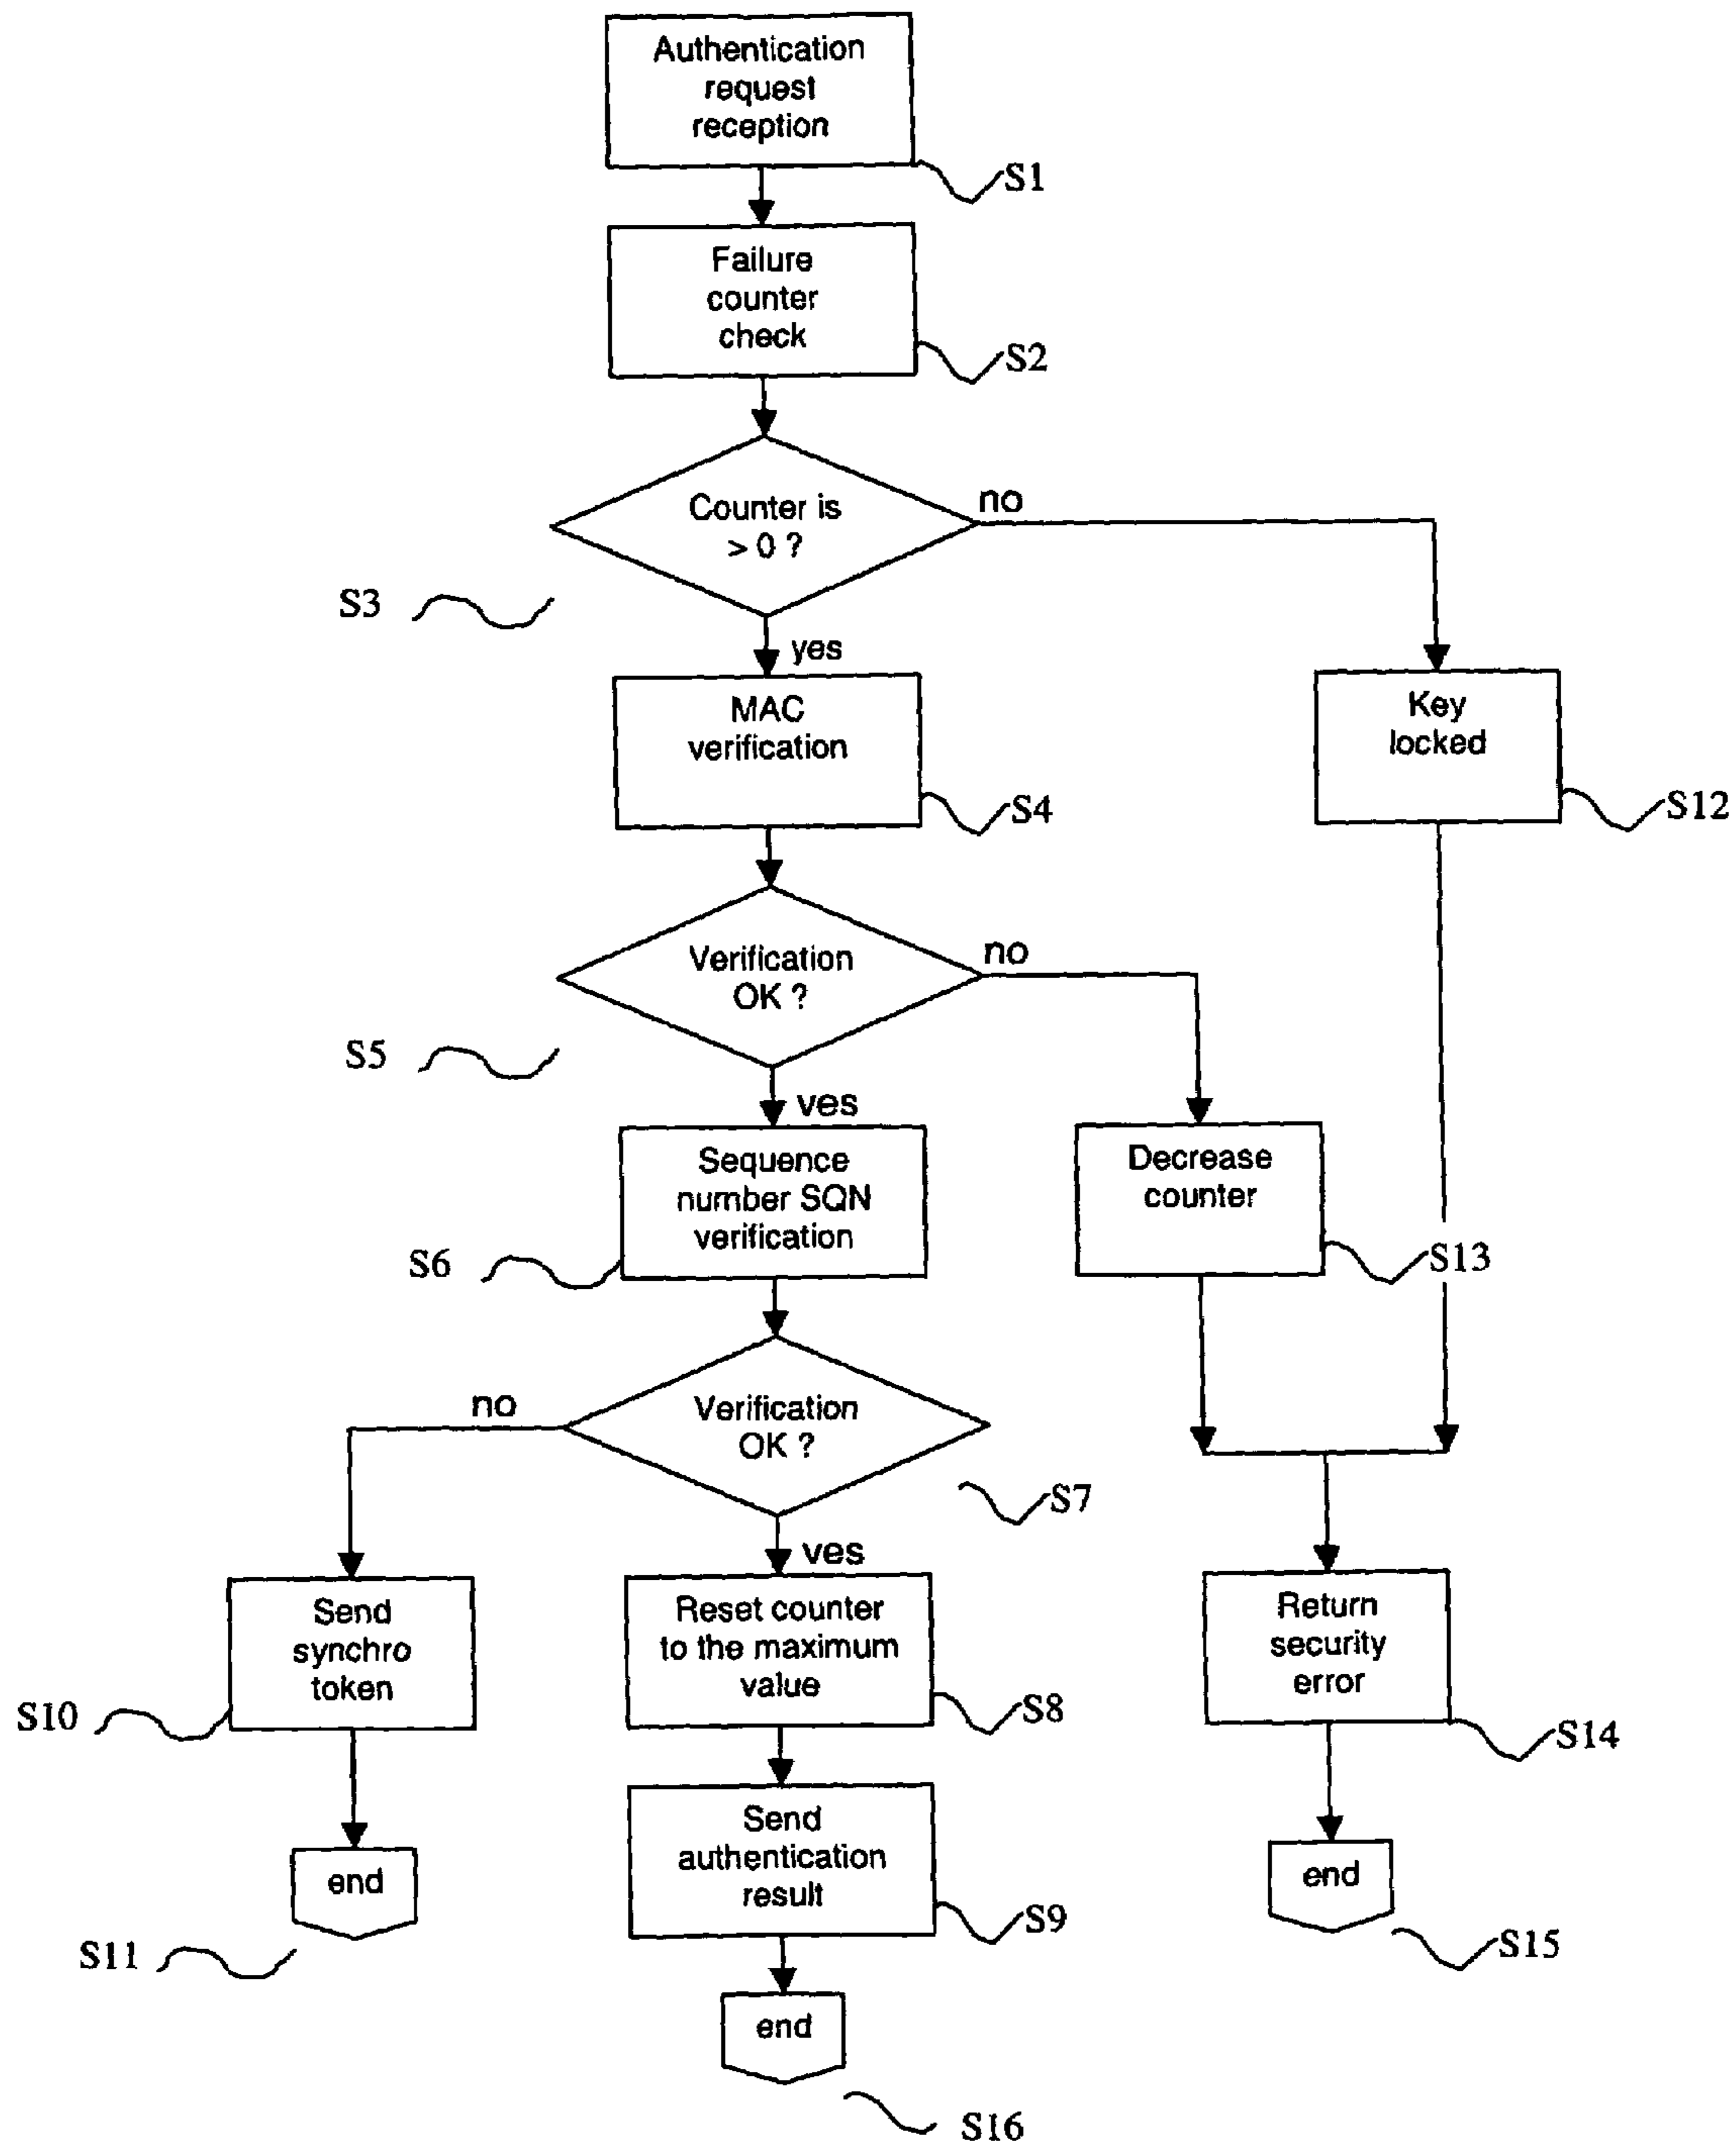 Authentication
request
reception
S1
Failure
counter
check
S2
Counter is
> 0 ?
no
S3
yes
MAC
verification
S4
Key
locked
S12
Verification
OK ?
no
S5
ves
Sequence
number SQN
verification
S6
Decrease
counter
S13
Verification
OK ?
no
S7
ves
Send
synchro
token
S10
Reset counter
to the maximum
value
S8
Return
security
error
S14
Send
authentication
result
S9
end
S11
end
S15
end
S16